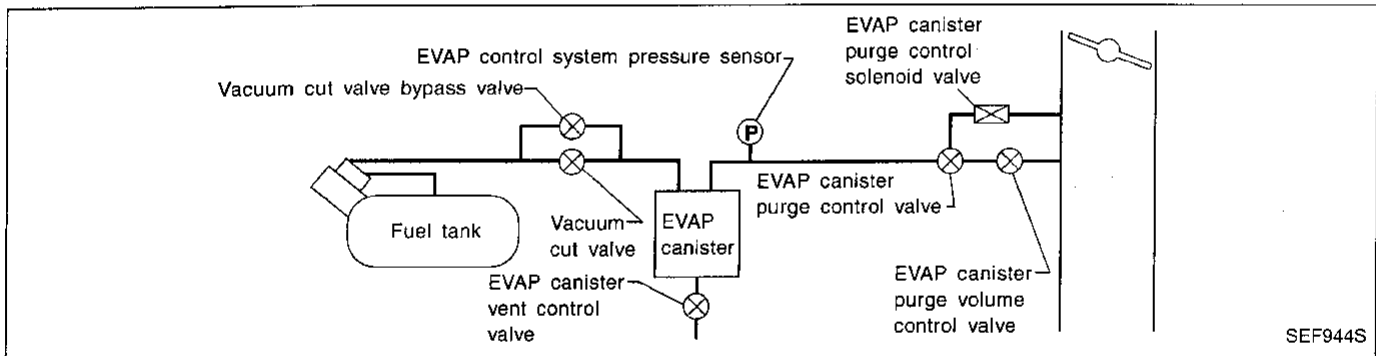 EVAP canister
purge control
solenoid valve
EVAP control system pressure sensor
Vacuum cut valve bypass valve
P
EVAP canister
purge control valve
Fuel tank
Vacuum
cut valve
EVAP
canister
EVAP canister
vent control
valve
EVAP canister
purge volume
control valve
SEF944S